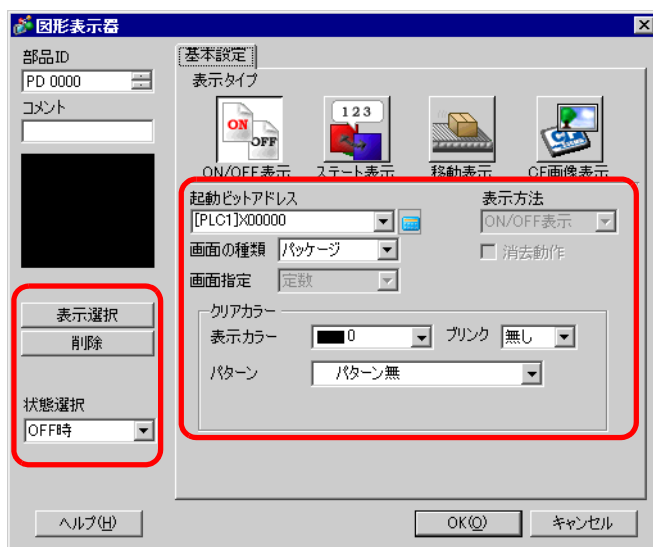 図形表示器
部品ID
PD 0000
コメント
表示選択
削除
状態選択
OFF時
ヘルプ(H)
基本設定
表示タイプ
ON OFF
ON/OFF表示
123
ステート表示
移動表示
CF
CF画像表示
起動ビットアドレス
[PLC1]X00000
表示方法
ON/OFF表示
画面の種類 パッケージ
消去動作
画面指定 定数
クリアカラー
表示カラー 0 ブリンク 無し
パターン パターン無
OK(O) キャンセル